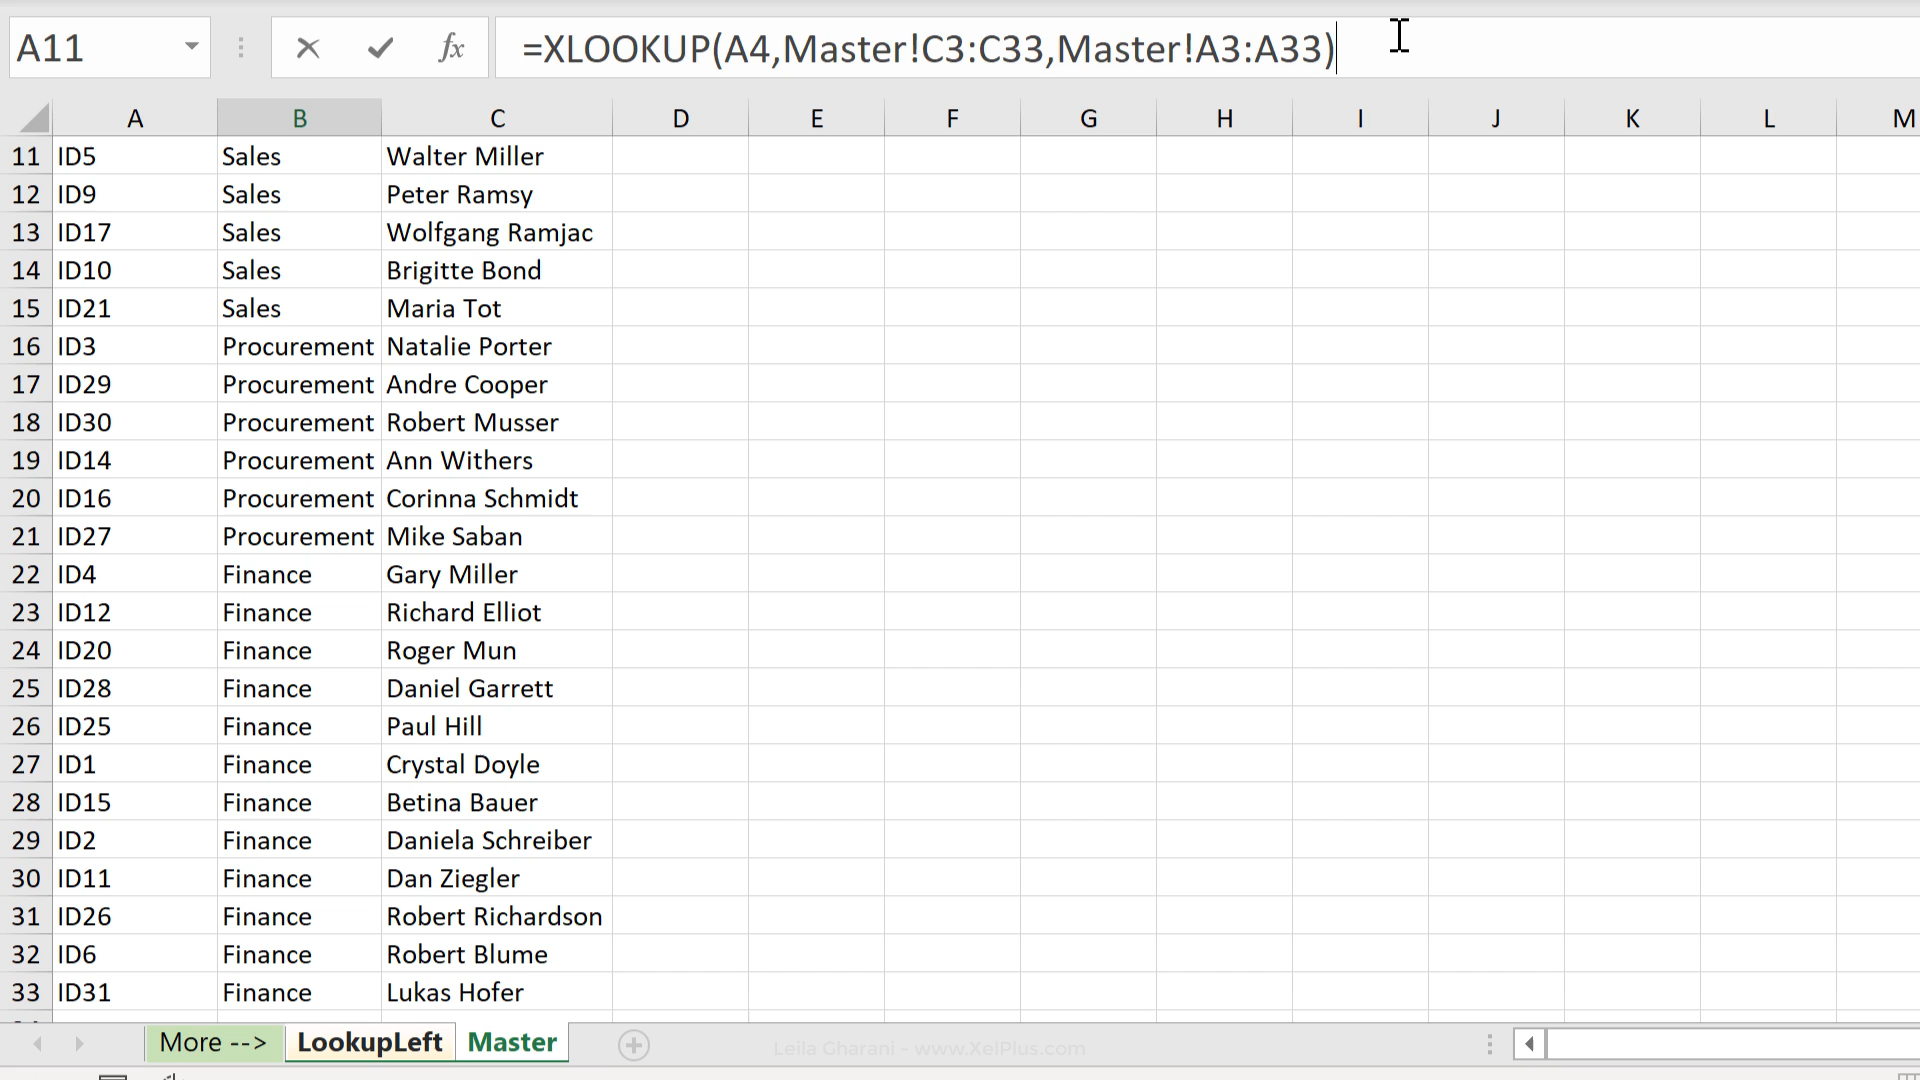 A11 fx =XLOOKUP(A4,Master!C3:C33,Master!A3:A33)
A B C D E F G H I J K L M
11 ID5 Sales Walter Miller
12 ID9 Sales Peter Ramsy
13 ID17 Sales Wolfgang Ramjac
14 ID10 Sales Brigitte Bond
15 ID21 Sales Maria Tot
16 ID3 Procurement Natalie Porter
17 ID29 Procurement Andre Cooper
18 ID30 Procurement Robert Musser
19 ID14 Procurement Ann Withers
20 ID16 Procurement Corinna Schmidt
21 ID27 Procurement Mike Saban
22 ID4 Finance Gary Miller
23 ID12 Finance Richard Elliot
24 ID20 Finance Roger Mun
25 ID28 Finance Daniel Garrett
26 ID25 Finance Paul Hill
27 ID1 Finance Crystal Doyle
28 ID15 Finance Betina Bauer
29 ID2 Finance Daniela Schreiber
30 ID11 Finance Dan Ziegler
31 ID26 Finance Robert Richardson
32 ID6 Finance Robert Blume
33 ID31 Finance Lukas Hofer
More --> LookupLeft Master
Leila Gharani - www.XelPlus.com